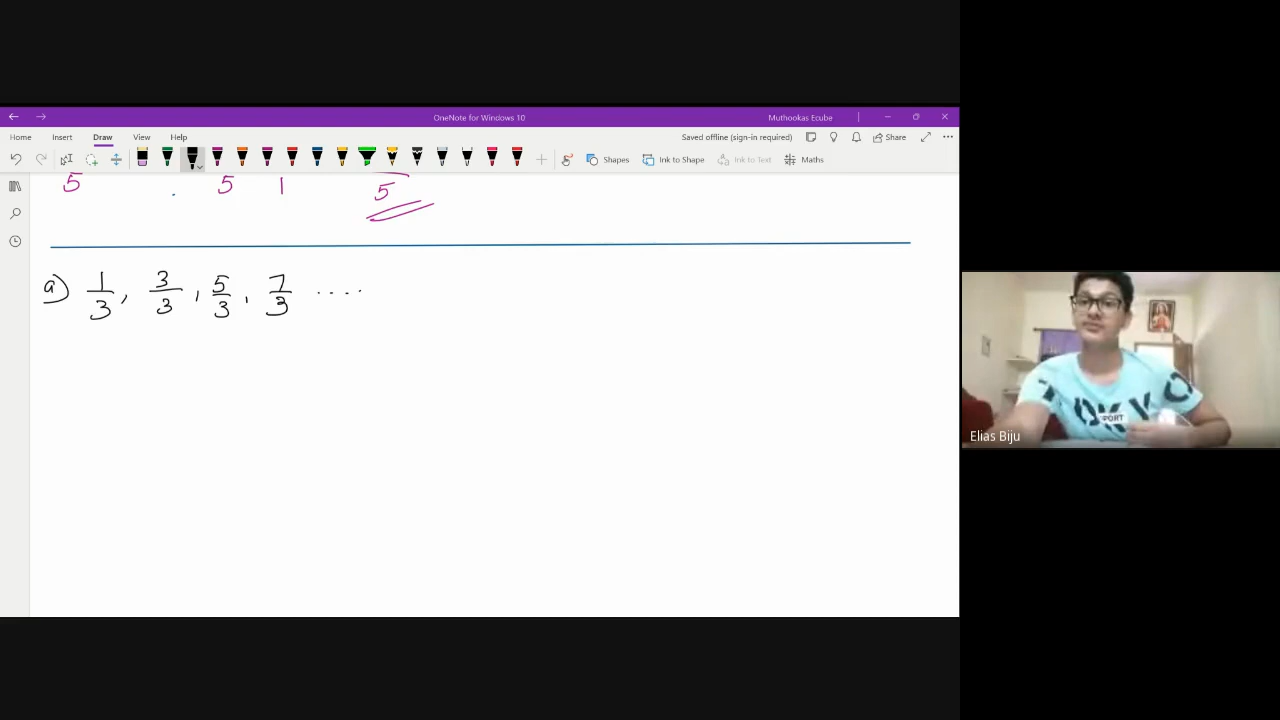 OneNote for Windows 10
Muthookas Ecube
Home Insert Draw View Help
Saved offline (sign-in required)
Share
Shapes
Ink to Shape
Ink to Text
Maths
5 . 5 1 5
a) 1/3, 3/3, 5/3, 7/3 ....
PORT
Elias Biju